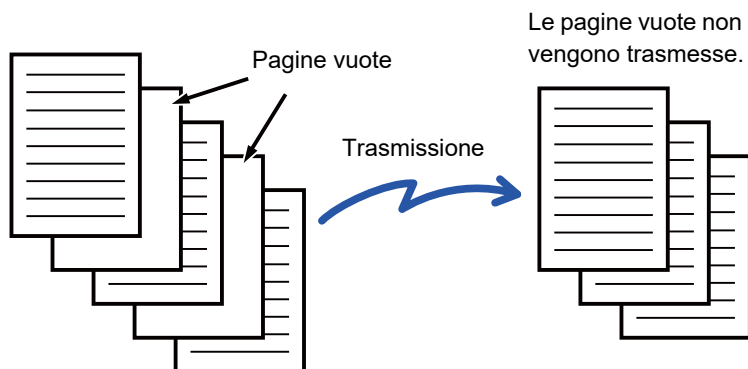 Le pagine vuote non
vengono trasmesse.
Pagine vuote
Trasmissione